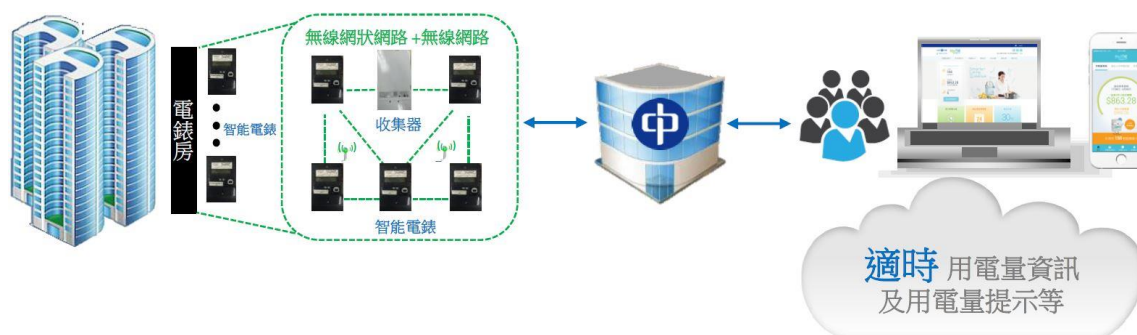 無線網狀網路+無線網路
電錶房
智能電錶
收集器
智能電錶
$863.28
適時 用電量資訊
及用電量提示等